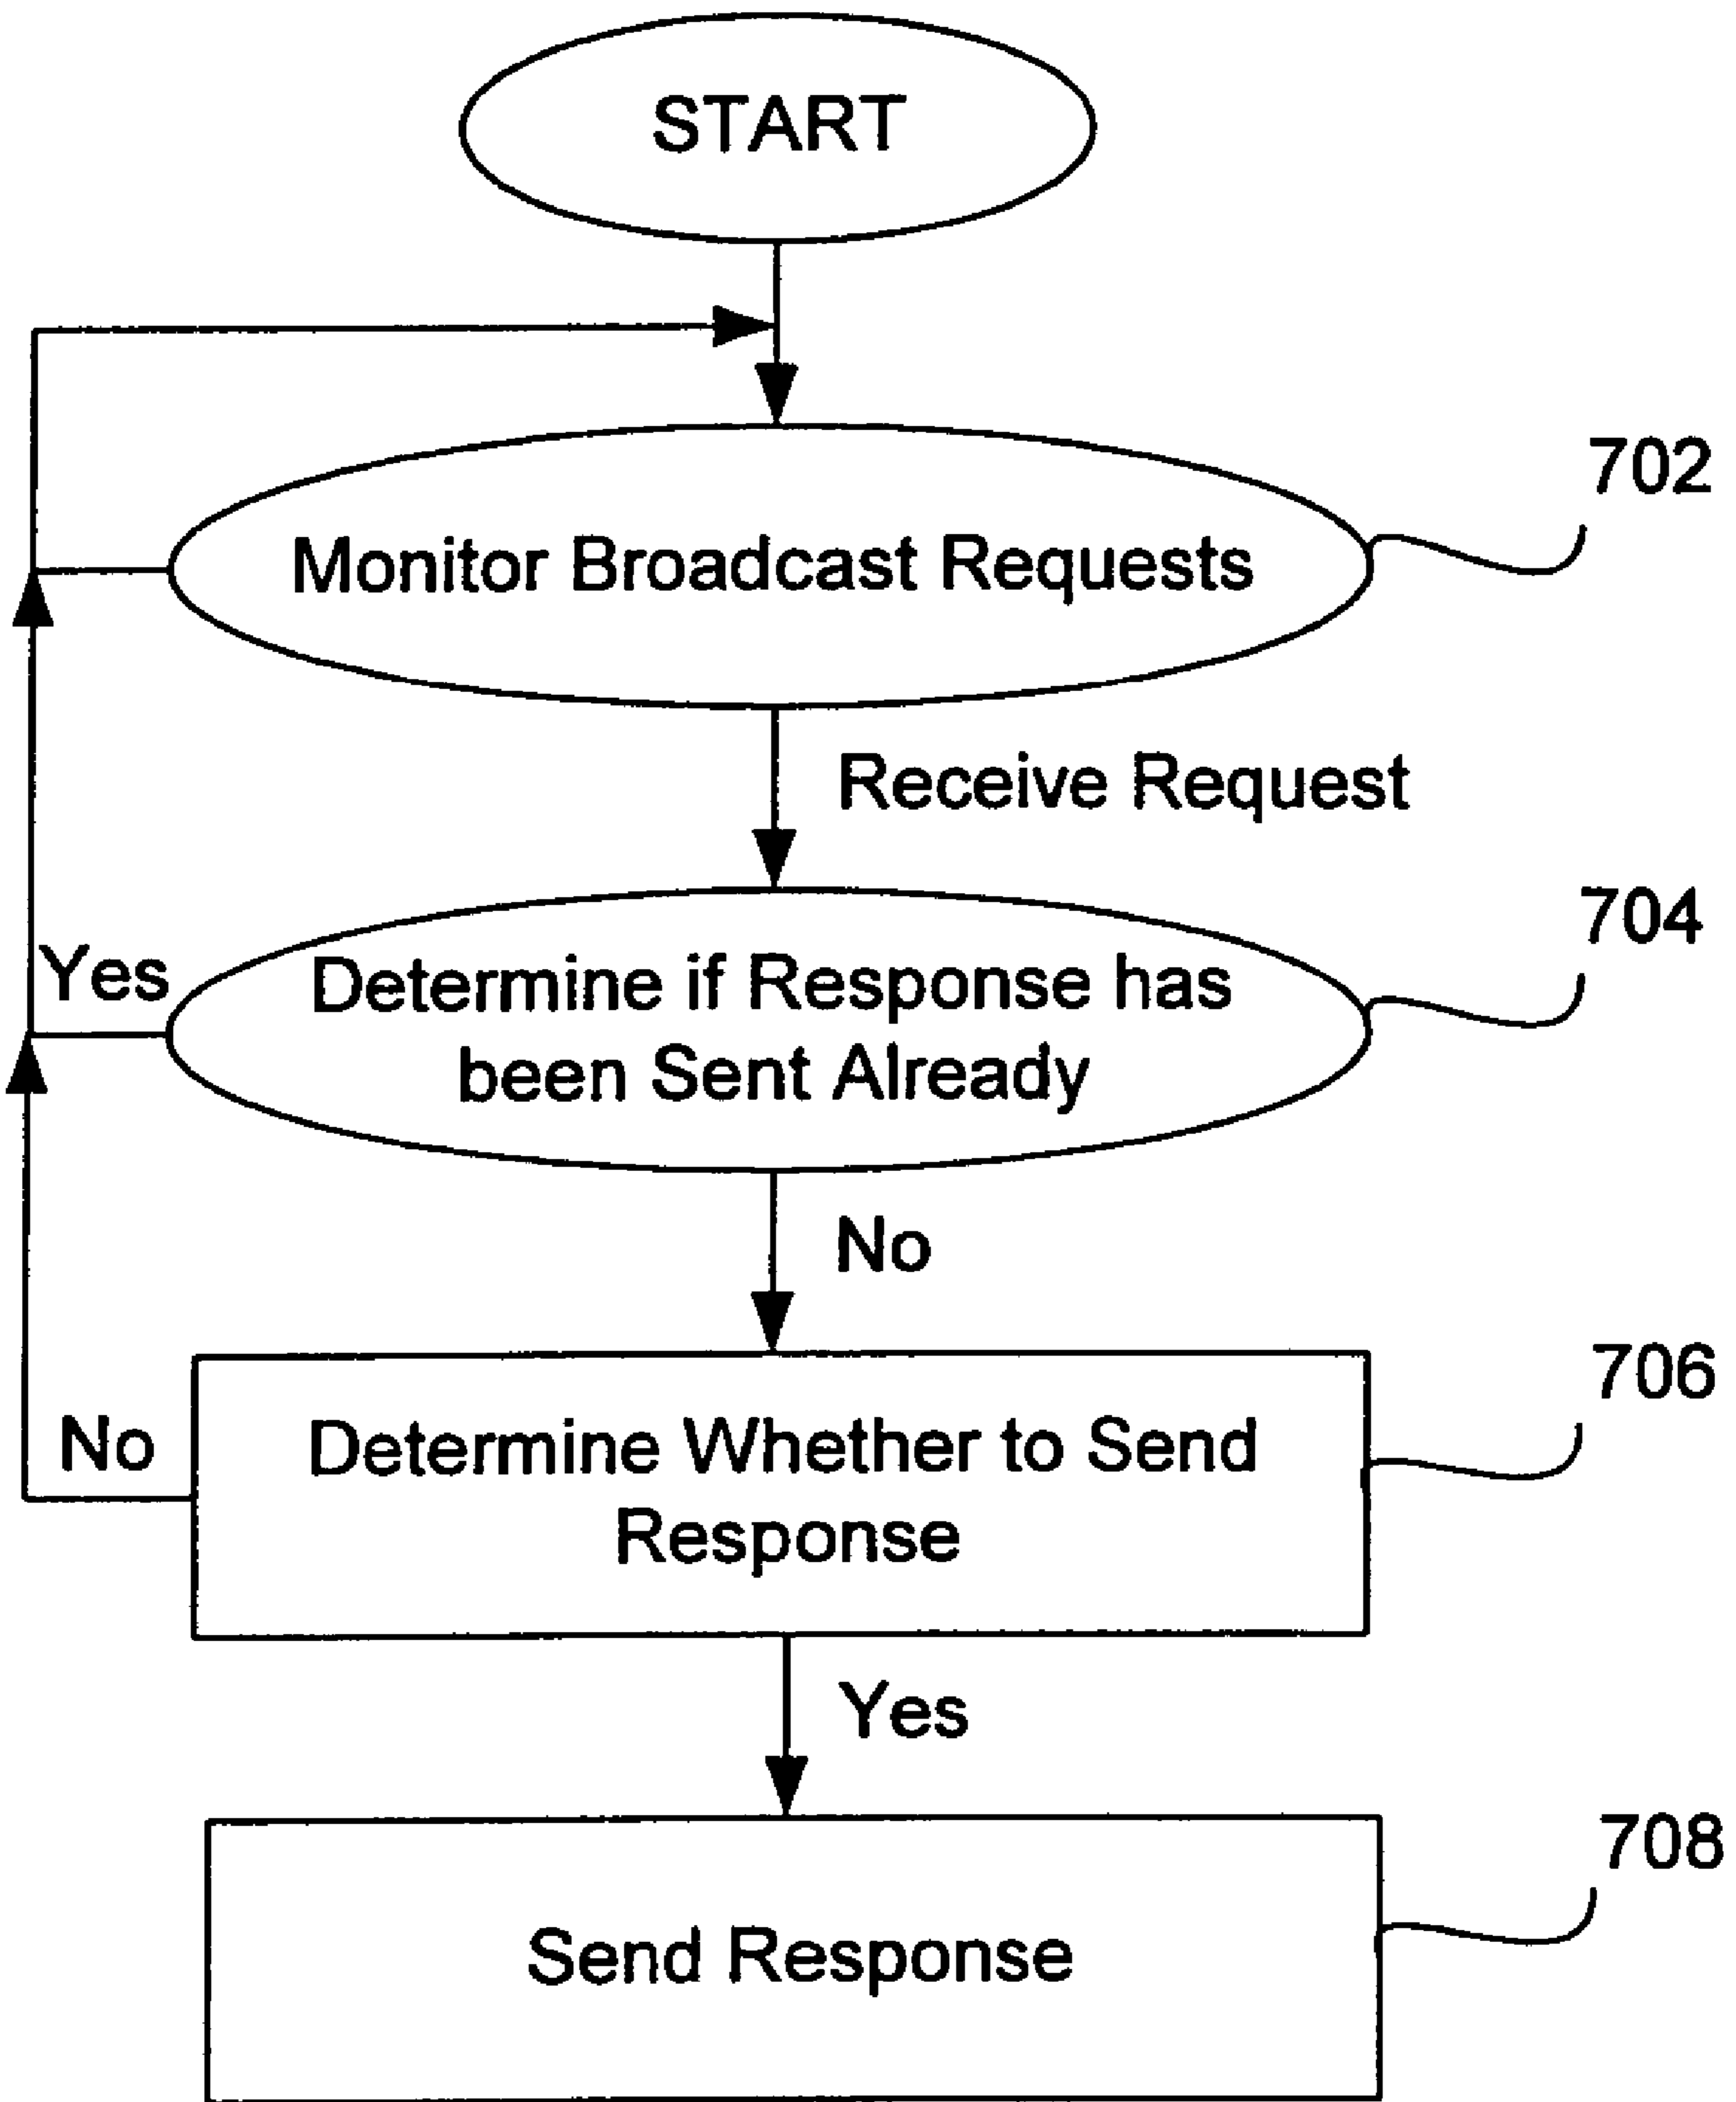 START
702
Monitor Broadcast Requests
Receive Request
704
Yes
Determine if Response has
been Sent Already
No
706
No
Determine Whether to Send
Response
Yes
708
Send Response